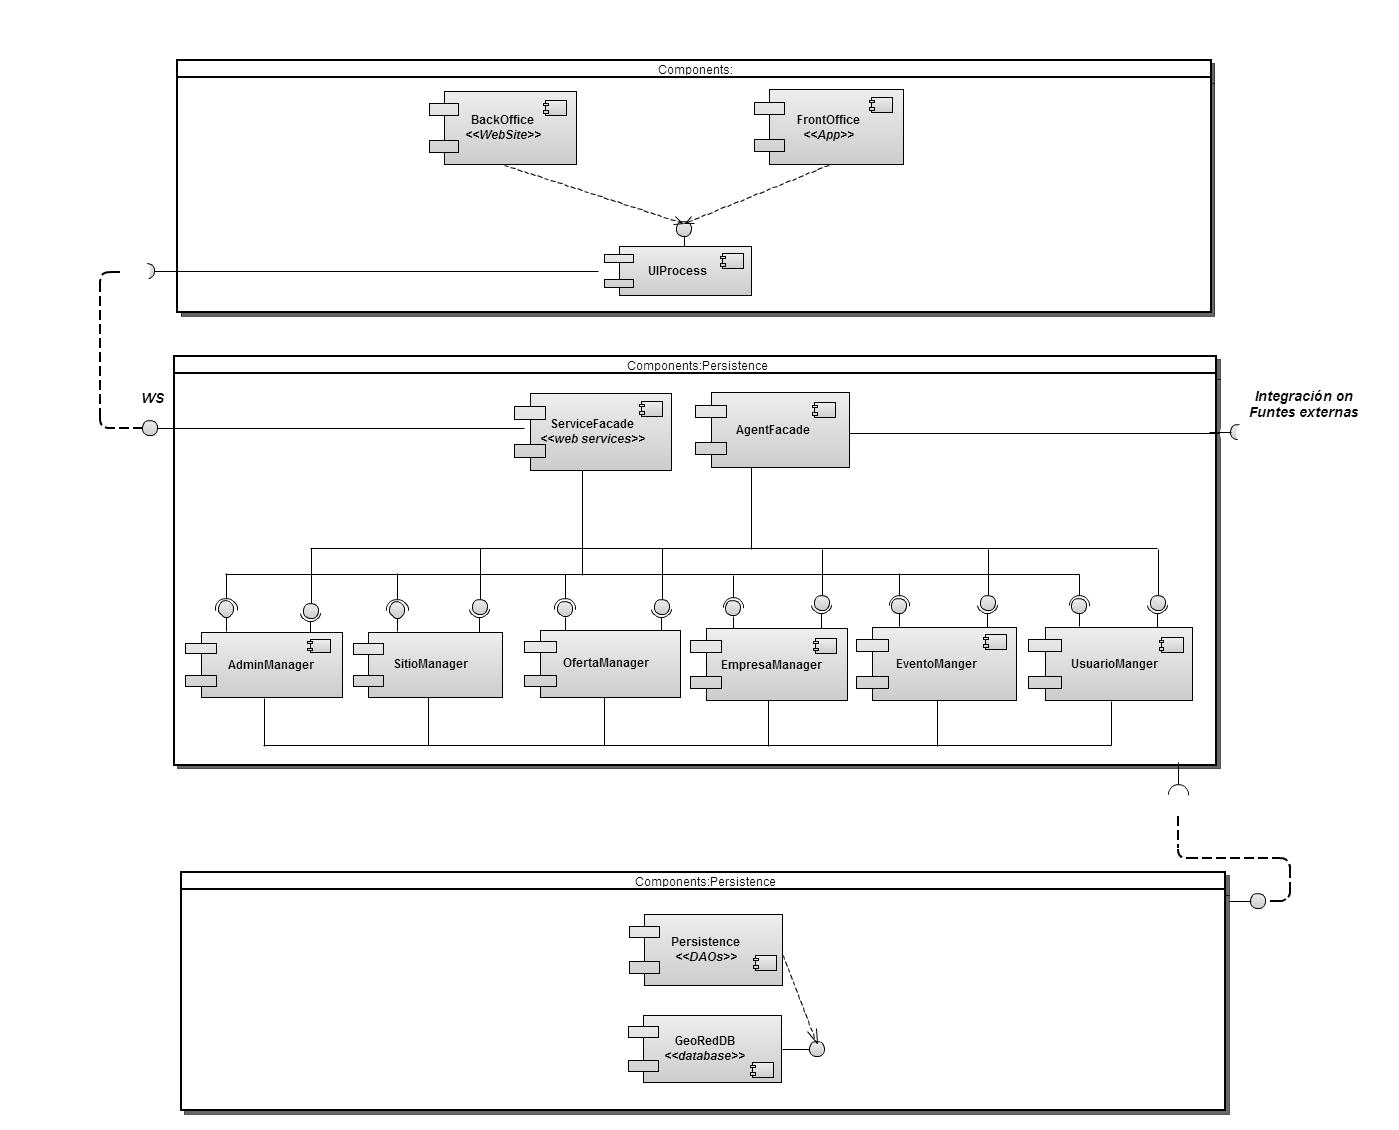 Components:
BackOffice
<<WebSite>>
FrontOffice
<<App>>
UIProcess
Components:Persistence
WS
ServiceFacade
<<web services>>
AgentFacade
Integración on
Funtes externas
AdminManager
SitioManager
OfertaManager
EmpresaManager
EventoManger
UsuarioManger
Components:Persistence
Persistence
<<DAOs>>
GeoRedDB
<<database>>